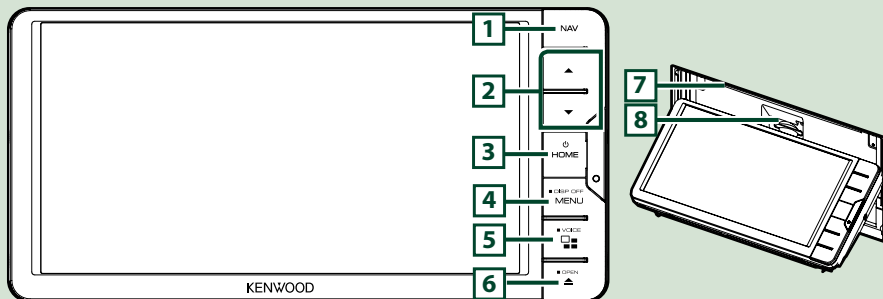 1
NAV
2
3
HOME
4
■ DISP OFF
MENU
5
■ VOICE
6
■ OPEN
KENWOOD
7
8